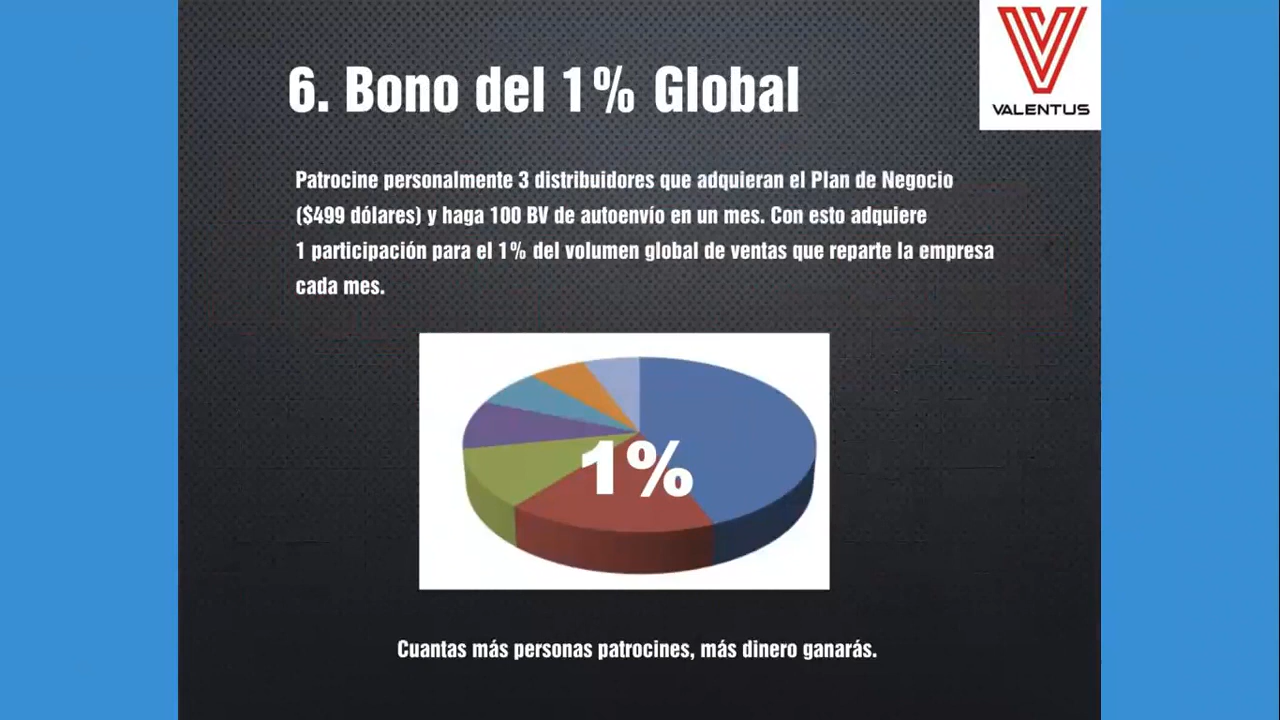 6. Bono del 1% Global
VALENTUS
Patrocine personalmente 3 distribuidores que adquieran el Plan de Negocio
($499 dólares) y haga 100 BV de autoenvío en un mes. Con esto adquiere
1 participación para el 1% del volumen global de ventas que reparte la empresa
cada mes.
1%
Cuantas más personas patrocines, más dinero ganarás.